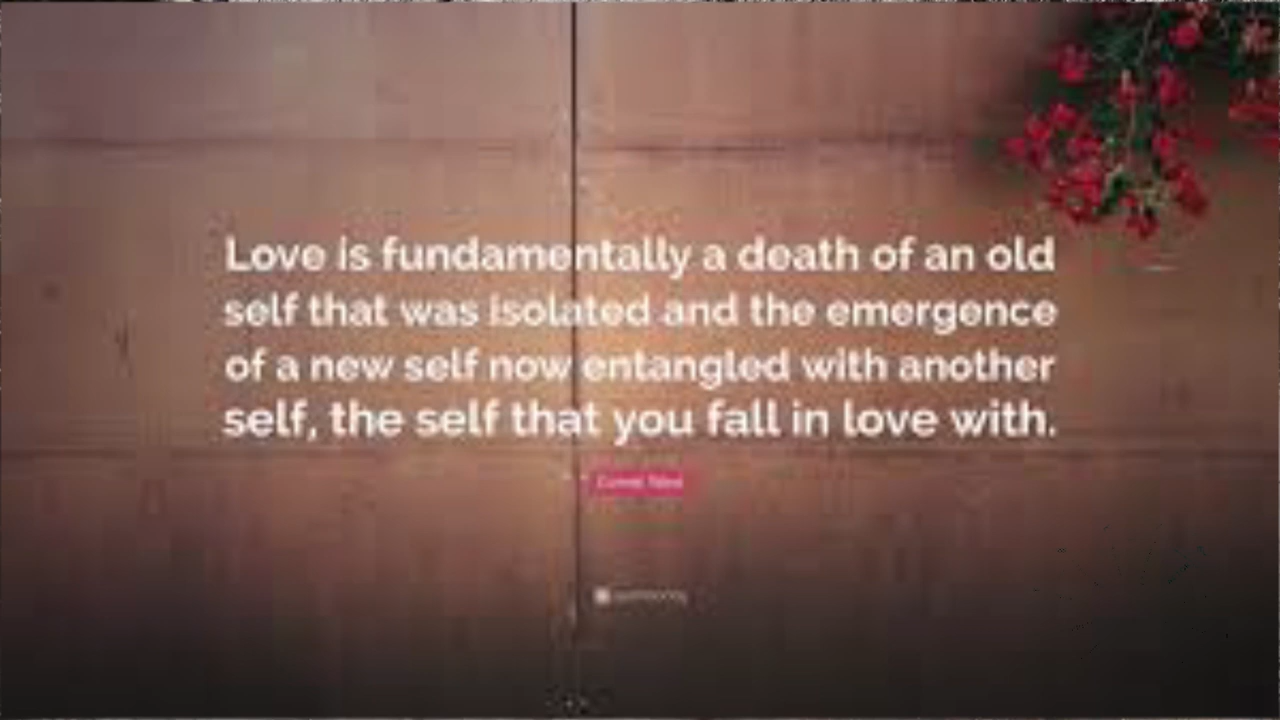 Love is fundamentally a death of an old
self that was isolated and the emergence
of a new self now entangled with another
self, the self that you fall in love with.